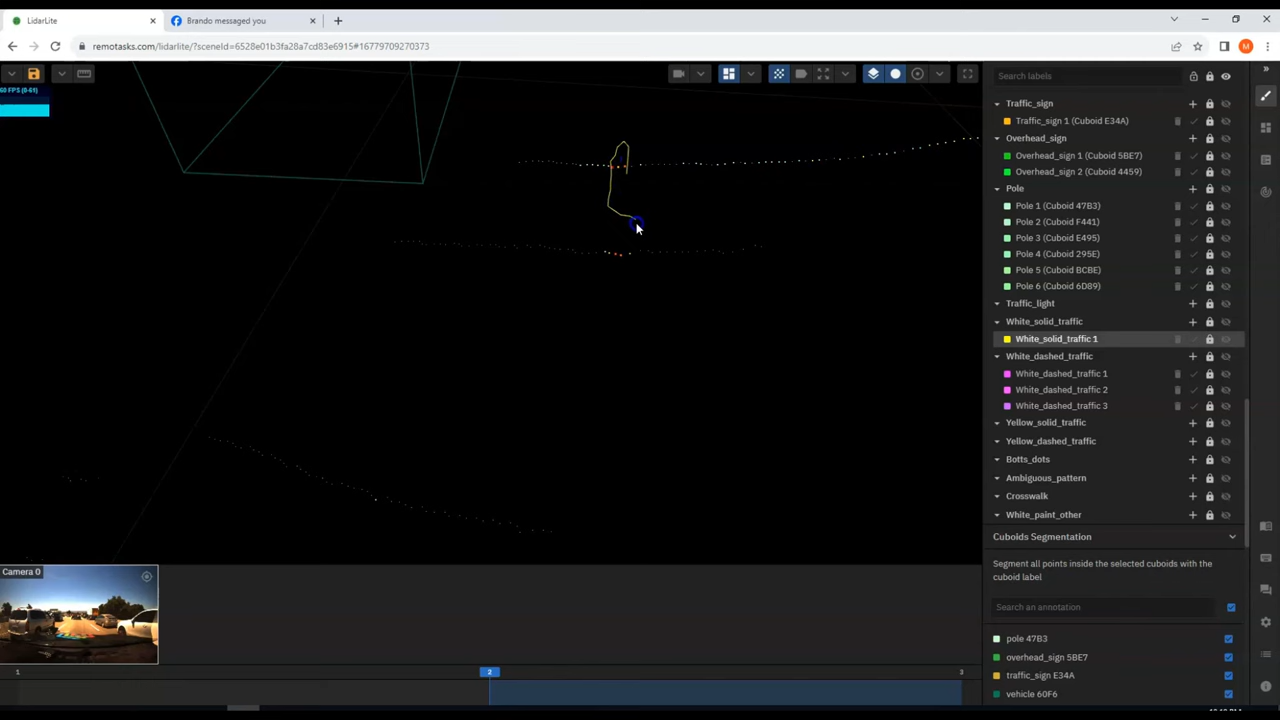 LidarLite
Brando messaged you
remotasks.com/lidarlite/?sceneId=6528e01b3fa28a7cd83e6915#16779709270373
M
60 FPS (0-61)
Search labels
Traffic_sign
Traffic_sign 1 (Cuboid E34A)
Overhead_sign
Overhead_sign 1 (Cuboid 5BE7)
Overhead_sign 2 (Cuboid 4459)
Pole
Pole 1 (Cuboid 47B3)
Pole 2 (Cuboid F441)
Pole 3 (Cuboid E495)
Pole 4 (Cuboid 295E)
Pole 5 (Cuboid BCBE)
Pole 6 (Cuboid 6D89)
Traffic_light
White_solid_traffic
White_solid_traffic 1
White_dashed_traffic
White_dashed_traffic 1
White_dashed_traffic 2
White_dashed_traffic 3
Yellow_solid_traffic
Yellow_dashed_traffic
Botts_dots
Ambiguous_pattern
Crosswalk
White_paint_other
Cuboids Segmentation
Segment all points inside the selected cuboids with the
cuboid label
Search an annotation
pole 47B3
overhead_sign 5BE7
traffic_sign E34A
vehicle 60F6
Camera 0
1
2
3